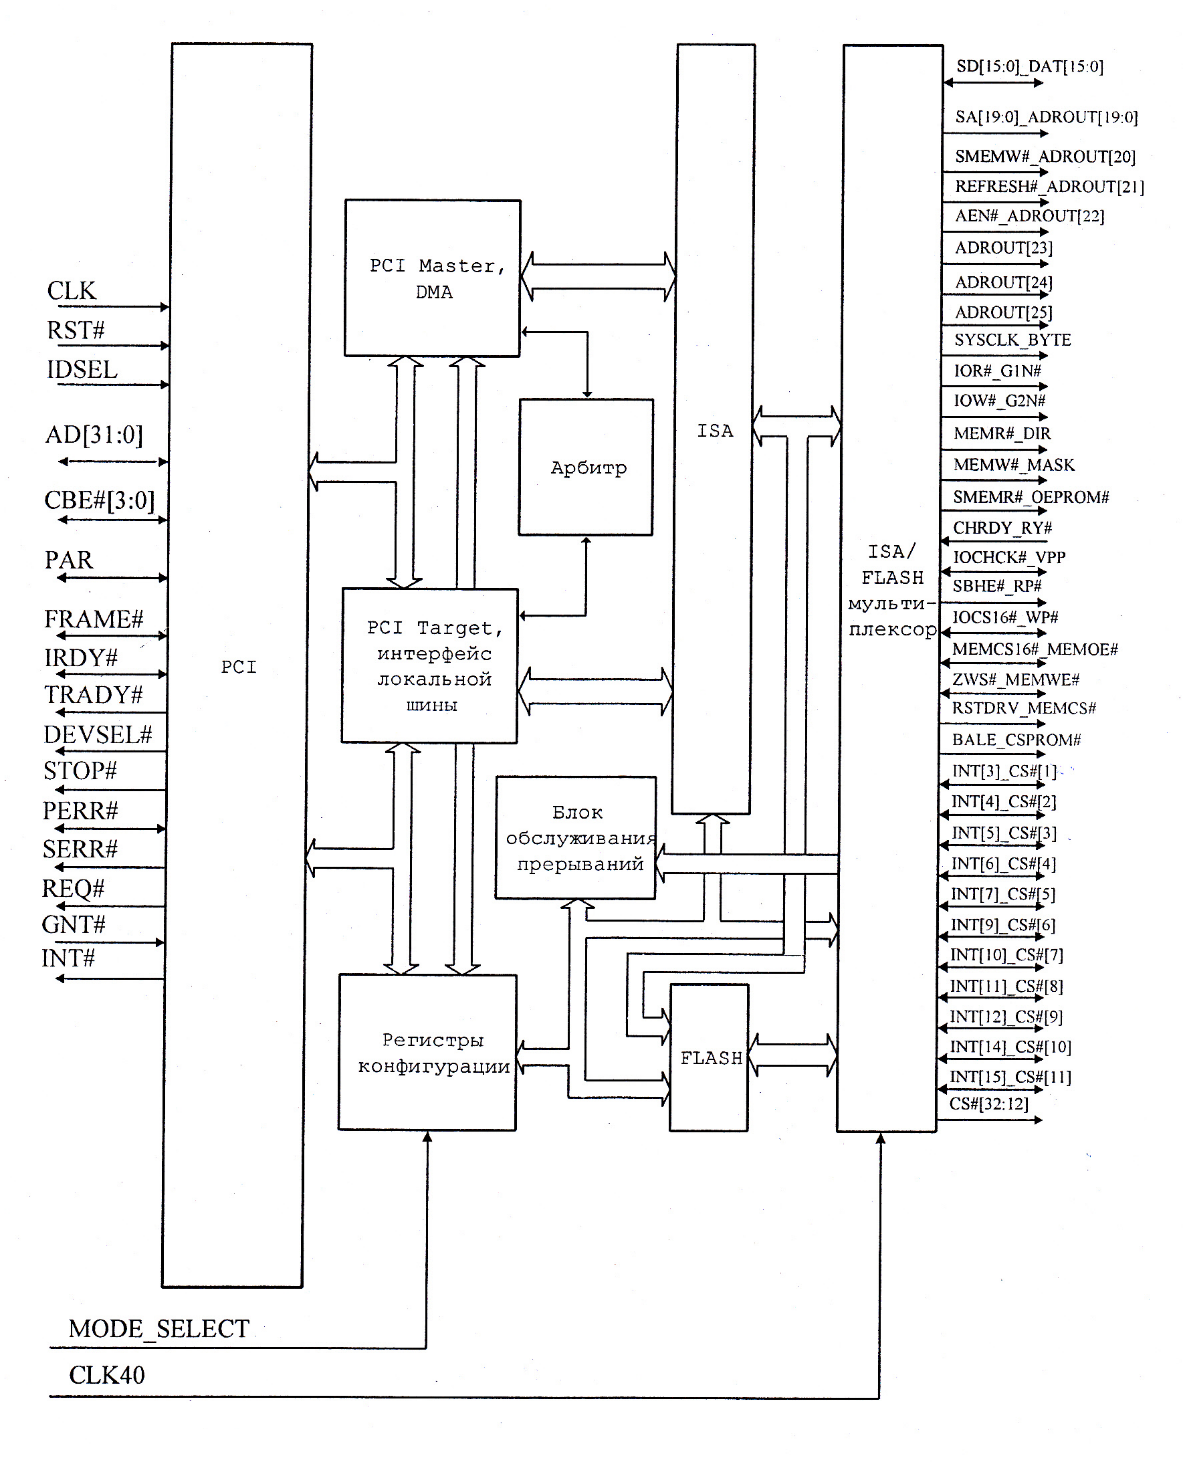 CLK
RST#
IDSEL
AD[31:0]
CBE#[3:0]
PAR
FRAME#
IRDY#
TRADY#
DEVSEL#
STOP#
PERR#
SERR#
REQ#
GNT#
INT#
MODE_SELECT
CLK40
PCI
PCI Master,
DMA
Арбитр
PCI Target,
интерфейс
локальной
шины
Блок
обслуживания
прерываний
Регистры
конфигурации
ISA
FLASH
ISA/
FLASH
мульти-
плексор
SD[15:0]_DAT[15:0]
SA[19:0]_ADROUT[19:0]
SMEMW#_ADROUT[20]
REFRESH#_ADROUT[21]
AEN#_ADROUT[22]
ADROUT[23]
ADROUT[24]
ADROUT[25]
SYSCLK_BYTE
IOR#_G1N#
IOW#_G2N#
MEMR#_DIR
MEMW#_MASK
SMEMR#_OEPROM#
CHRDY_RY#
IOCHCK#_VPP
SBHE#_RP#
IOCS16#_WP#
MEMCS16#_MEMOE#
ZWS#_MEMWE#
RSTDRV_MEMCS#
BALE_CSPROM#
INT[3]_CS#[1]
INT[4]_CS#[2]
INT[5]_CS#[3]
INT[6]_CS#[4]
INT[7]_CS#[5]
INT[9]_CS#[6]
INT[10]_CS#[7]
INT[11]_CS#[8]
INT[12]_CS#[9]
INT[14]_CS#[10]
INT[15]_CS#[11]
CS#[32:12]